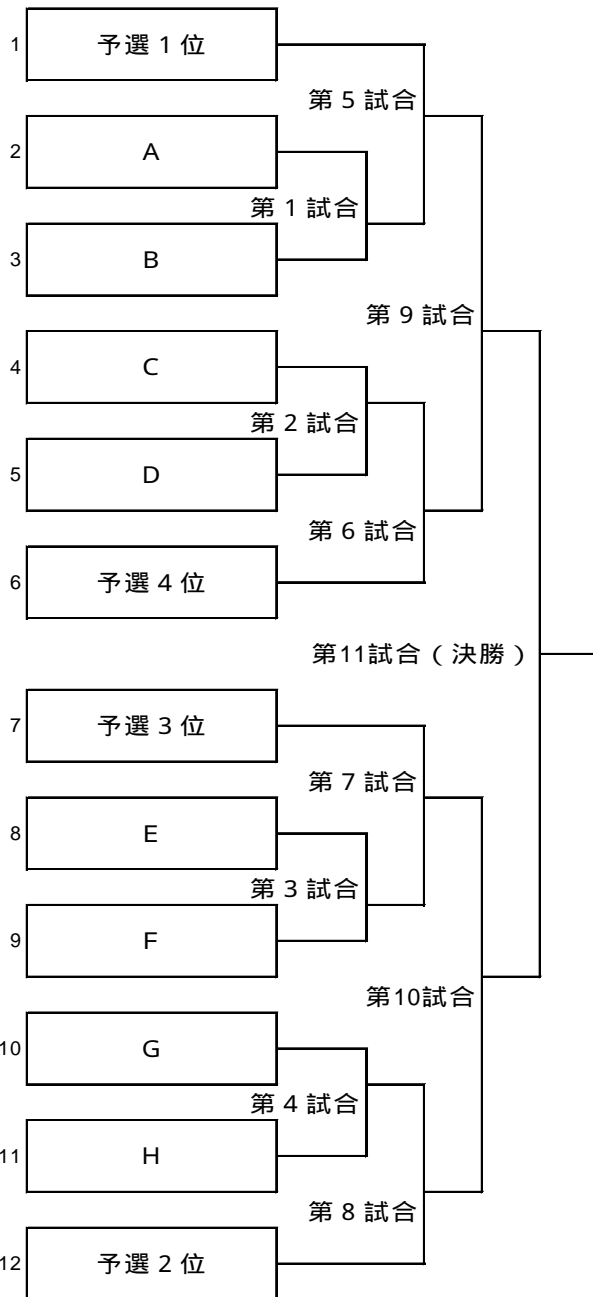 1 予選1位
第5試合
2 A
第1試合
3 B
第9試合
4 C
第2試合
5 D
第6試合
6 予選4位
第11試合(決勝)
7 予選3位
第7試合
8 E
第3試合
9 F
第10試合
10 G
第4試合
11 H
第8試合
12 予選2位